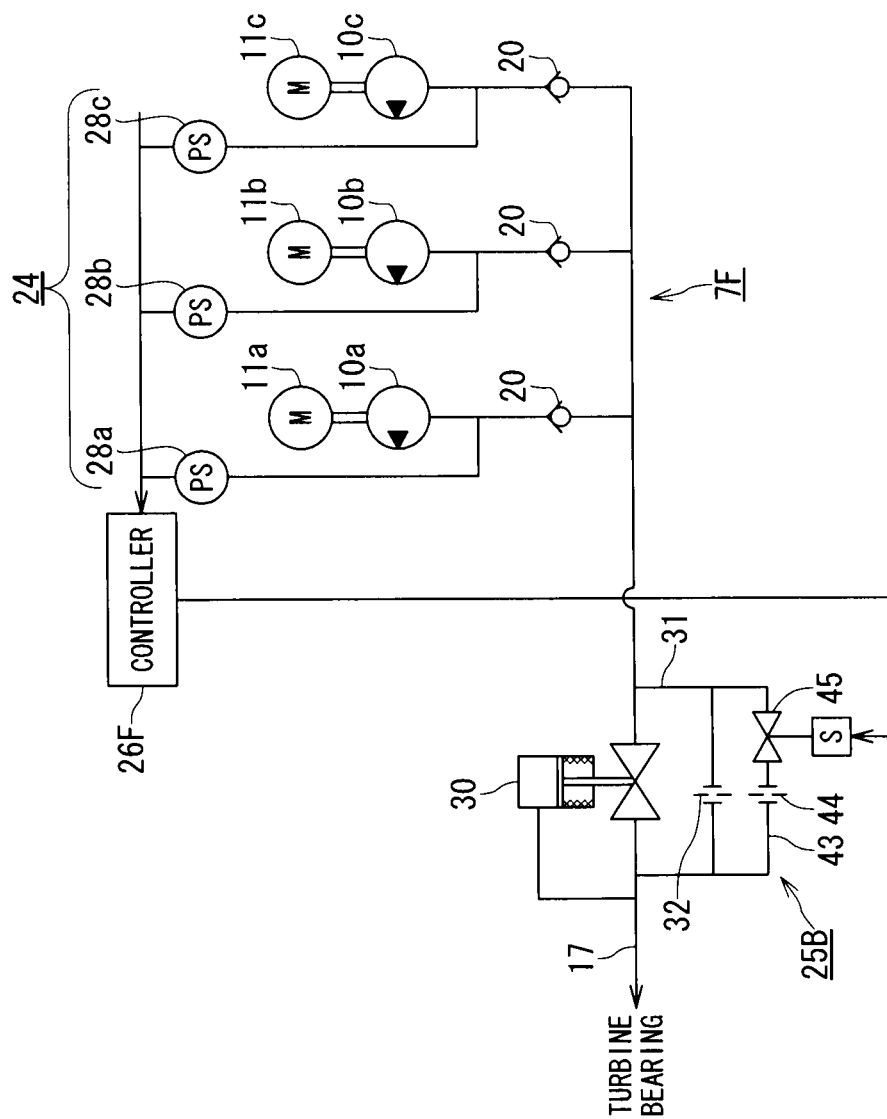 24
28a
28b
28c
PS
PS
PS
11a
11b
11c
M
M
M
10a
10b
10c
20
20
20
CONTROLLER
26F
7F
30
31
32
45
S
44
43
25B
17
TURBINE
BEARING